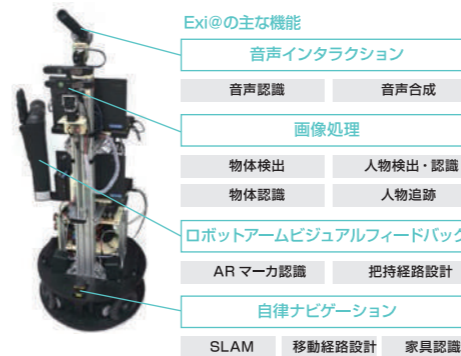 Exi@の主な機能
音声インタラクション
音声認識 音声合成
画像処理
物体検出 人物検出・認識
物体認識 人物追跡
ロボットアームビジュアルフィードバック
ARマーカ認識 把持経路設計
自律ナビゲーション
SLAM 移動経路設計 家具認識